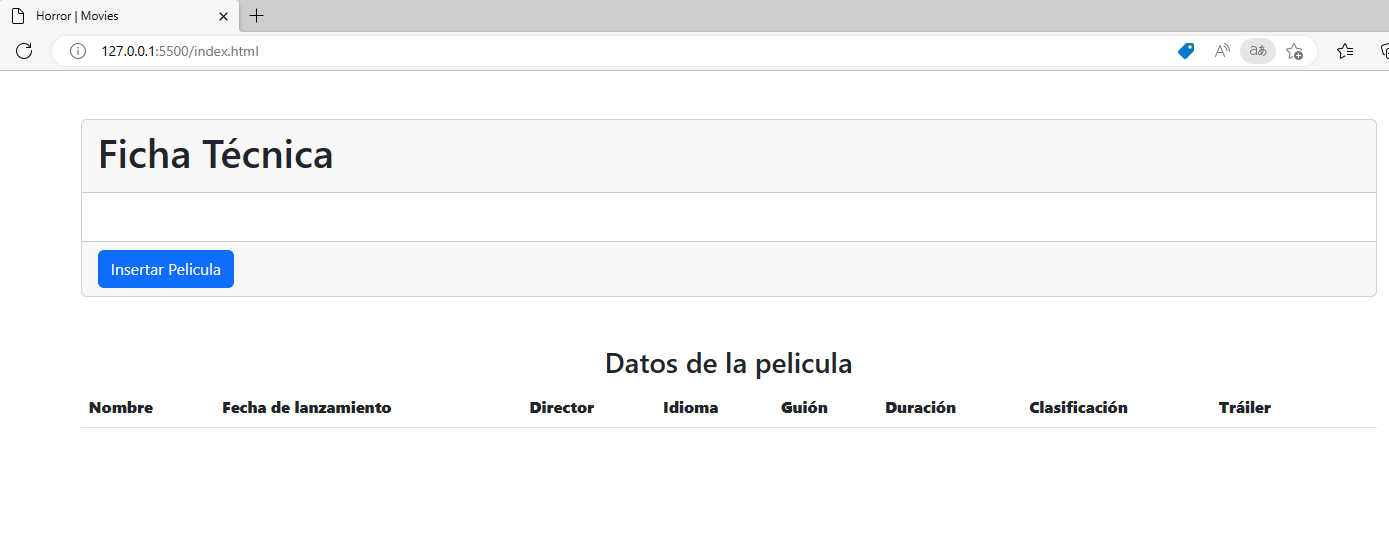 Horror | Movies
127.0.0.1:5500/index.html
Ficha Técnica
Insertar Pelicula
Datos de la pelicula
Nombre Fecha de lanzamiento Director Idioma Guión Duración Clasificación Tráiler